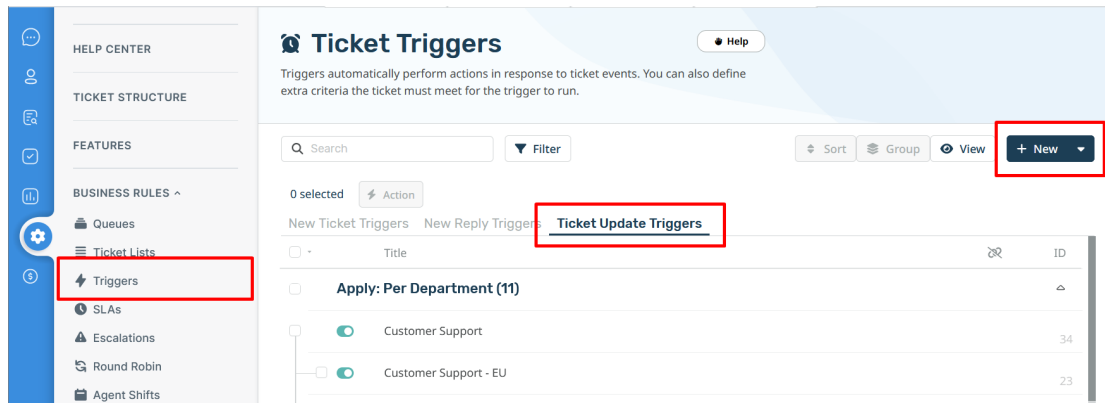 HELP CENTER
TICKET STRUCTURE
FEATURES
BUSINESS RULES
Queues
Ticket Lists
Triggers
SLAs
Escalations
Round Robin
Agent Shifts
Ticket Triggers
Help
Triggers automatically perform actions in response to ticket events. You can also define
extra criteria the ticket must meet for the trigger to run.
Search
Filter
Sort
Group
View
+ New
0 selected
Action
New Ticket Triggers
New Reply Triggers
Ticket Update Triggers
Title
ID
Apply: Per Department (11)
Customer Support
34
Customer Support - EU
23